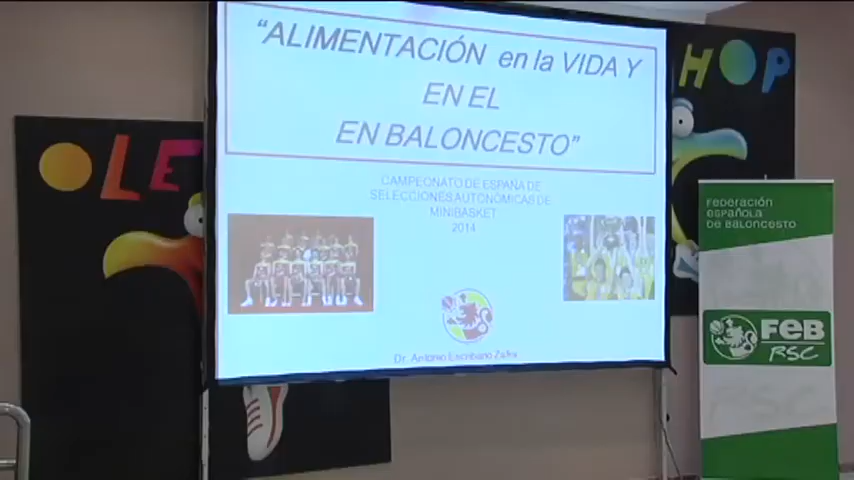 "ALIMENTACIÓN en la VIDA Y
EN EL
EN BALONCESTO"
CAMPEONATO DE ESPAÑA DE
SELECCIONES AUTONÓMICAS DE
MINIBASKET
2014
Dr. Antonio Escribano Zafra
OLE
HOP
FEDERACIÓN
ESPAÑOLA
DE BALONCESTO
FEB
RSC